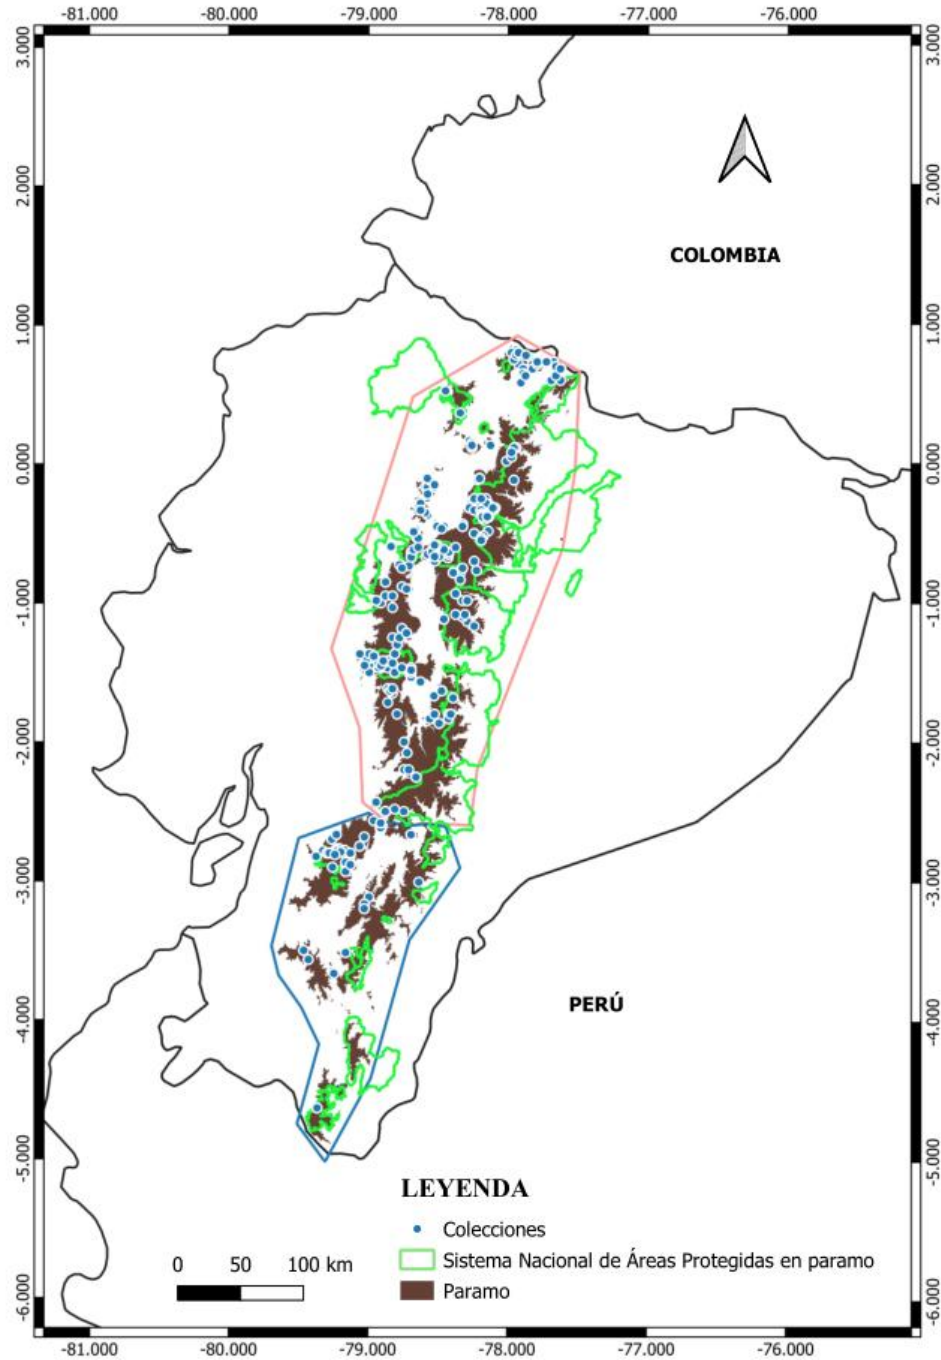 -81.000 -80.000 -79.000 -78.000 -77.000 -76.000
3.000 3.000
2.000 2.000
COLOMBIA
1.000 1.000
0.000 0.000
-1.000 -1.000
-2.000 -2.000
-3.000 -3.000
PERÚ
-4.000 -4.000
-5.000 -5.000
LEYENDA
Colecciones
0 50 100 km
Sistema Nacional de Áreas Protegidas en paramo
Paramo
-6.000 -6.000
-81.000 -80.000 -79.000 -78.000 -77.000 -76.000